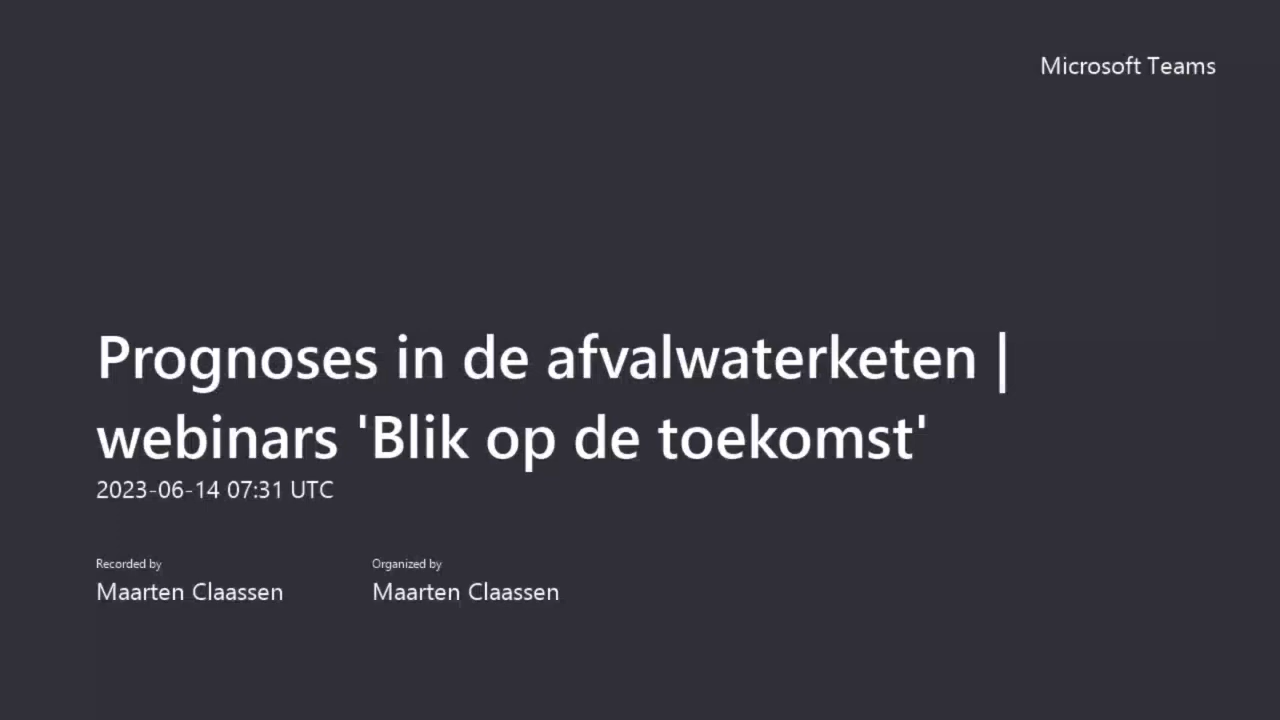 Microsoft Teams
Prognoses in de afvalwaterketen |
webinars 'Blik op de toekomst'
2023-06-14 07:31 UTC
Recorded by
Maarten Claassen
Organized by
Maarten Claassen